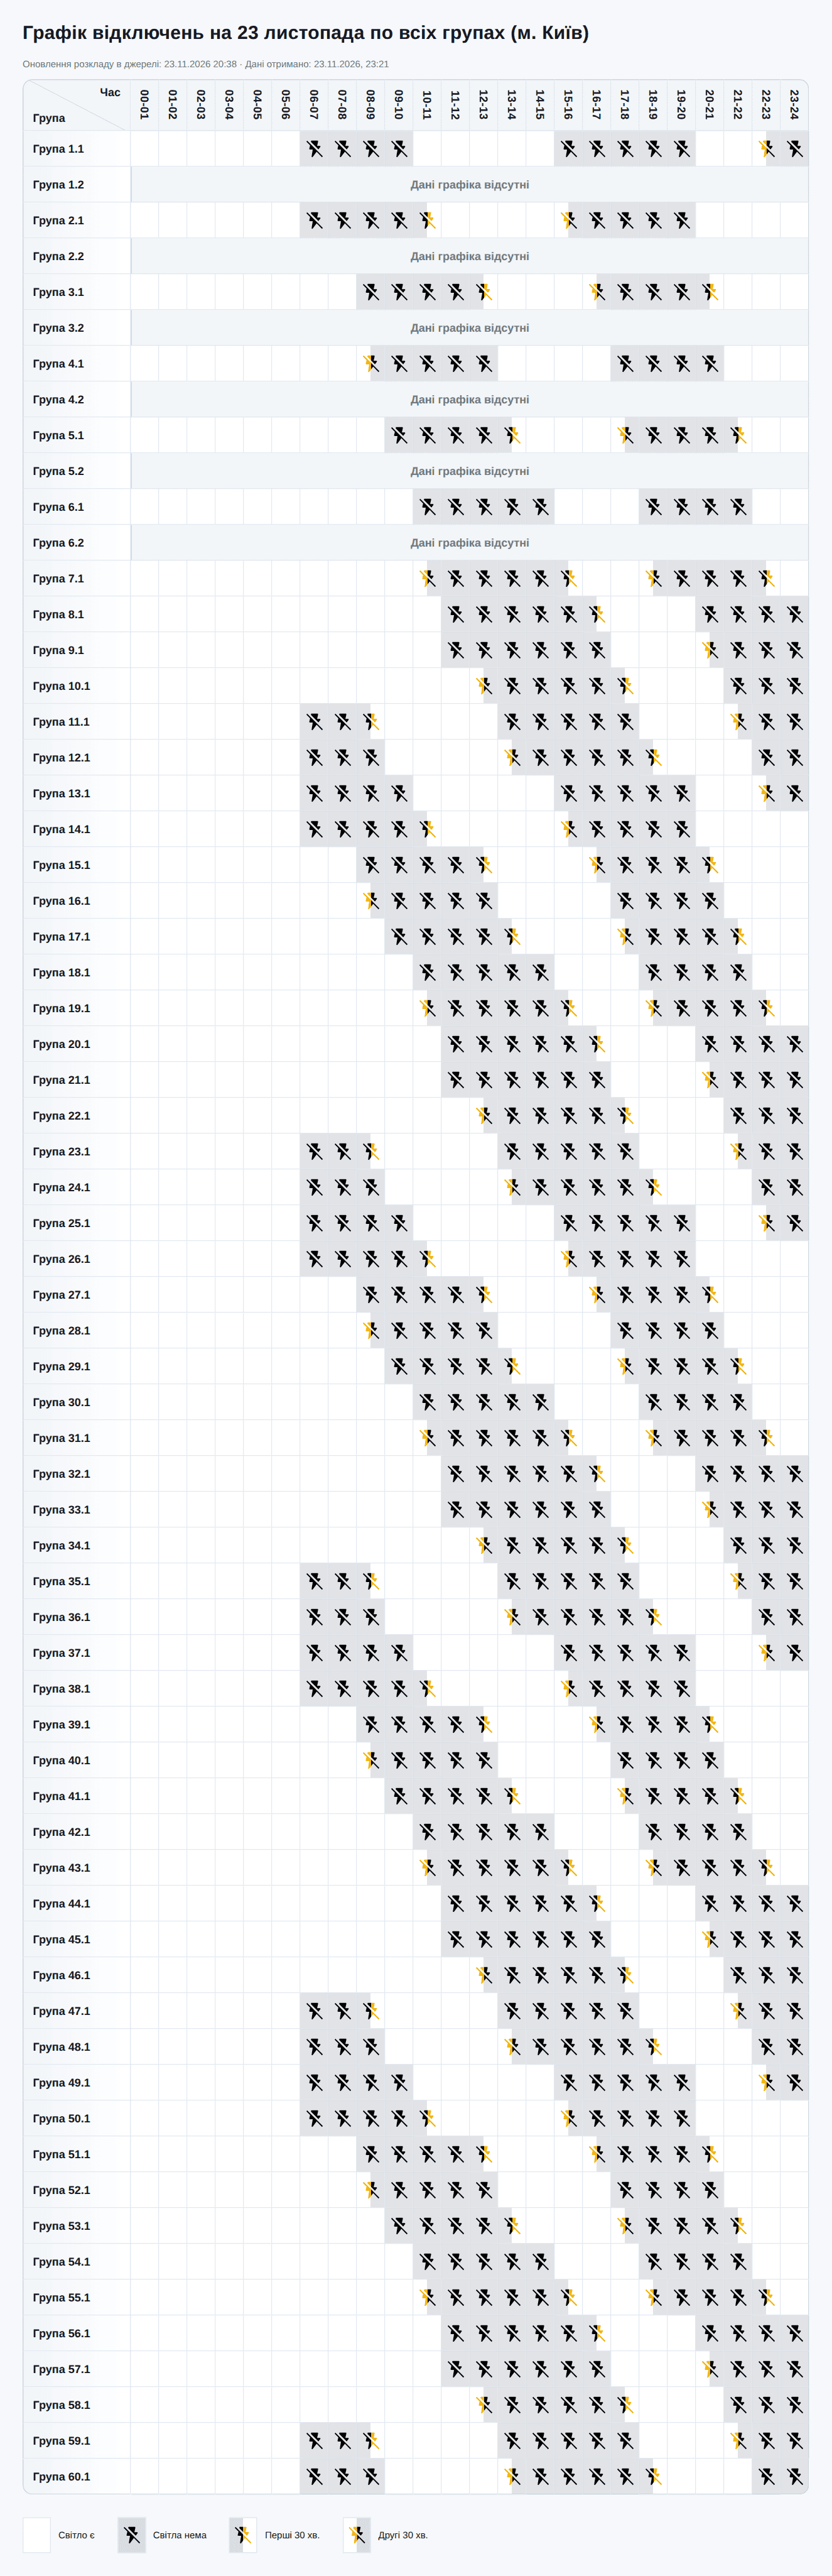 Графік відключень на 23 листопада по всіх групах (м. Київ)
Оновлення розкладу в джерелі: 23.11.2026 20:38 · Дані отримано: 23.11.2026, 23:21
Час
Група
00-01 01-02 02-03 03-04 04-05 05-06 06-07 07-08 08-09 09-10 10-11 11-12 12-13 13-14 14-15 15-16 16-17 17-18 18-19 19-20 20-21 21-22 22-23 23-24
Група 1.1
Група 1.2 Дані графіка відсутні
Група 2.1
Група 2.2 Дані графіка відсутні
Група 3.1
Група 3.2 Дані графіка відсутні
Група 4.1
Група 4.2 Дані графіка відсутні
Група 5.1
Група 5.2 Дані графіка відсутні
Група 6.1
Група 6.2 Дані графіка відсутні
Група 7.1
Група 8.1
Група 9.1
Група 10.1
Група 11.1
Група 12.1
Група 13.1
Група 14.1
Група 15.1
Група 16.1
Група 17.1
Група 18.1
Група 19.1
Група 20.1
Група 21.1
Група 22.1
Група 23.1
Група 24.1
Група 25.1
Група 26.1
Група 27.1
Група 28.1
Група 29.1
Група 30.1
Група 31.1
Група 32.1
Група 33.1
Група 34.1
Група 35.1
Група 36.1
Група 37.1
Група 38.1
Група 39.1
Група 40.1
Група 41.1
Група 42.1
Група 43.1
Група 44.1
Група 45.1
Група 46.1
Група 47.1
Група 48.1
Група 49.1
Група 50.1
Група 51.1
Група 52.1
Група 53.1
Група 54.1
Група 55.1
Група 56.1
Група 57.1
Група 58.1
Група 59.1
Група 60.1
Світло є Світла нема Перші 30 хв. Другі 30 хв.